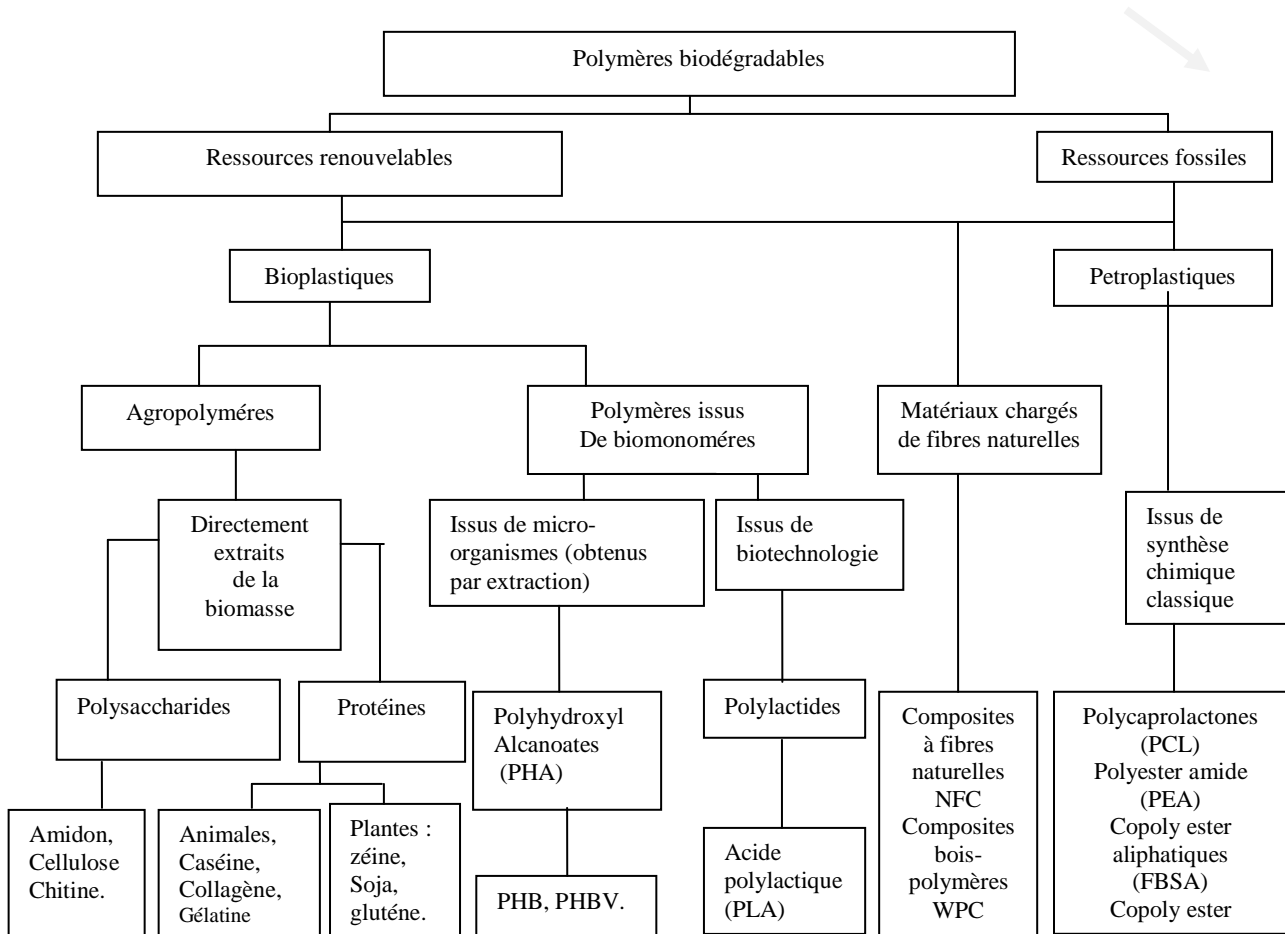 Polymères biodégradables
Ressources renouvelables
Ressources fossiles
Bioplastiques
Petroplastiques
Agropolyméres
Polymères issus
De biomonoméres
Matériaux chargés
de fibres naturelles
Directement
extraits
de la
biomasse
Issus de micro-
organismes (obtenus
par extraction)
Issus de
biotechnologie
Issus de
synthèse
chimique
classique
Polysaccharides
Protéines
Polyhydroxyl
Alcanoates
(PHA)
Polylactides
Composites
à fibres
naturelles
NFC
Composites
bois-
polymères
WPC
Polycaprolactones
(PCL)
Polyester amide
(PEA)
Copoly ester
aliphatiques
(FBSA)
Copoly ester
Amidon,
Cellulose
Chitine.
Animales,
Caséine,
Collagène,
Gélatine
Plantes :
zéine,
Soja,
gluténe.
PHB, PHBV.
Acide
polylactique
(PLA)